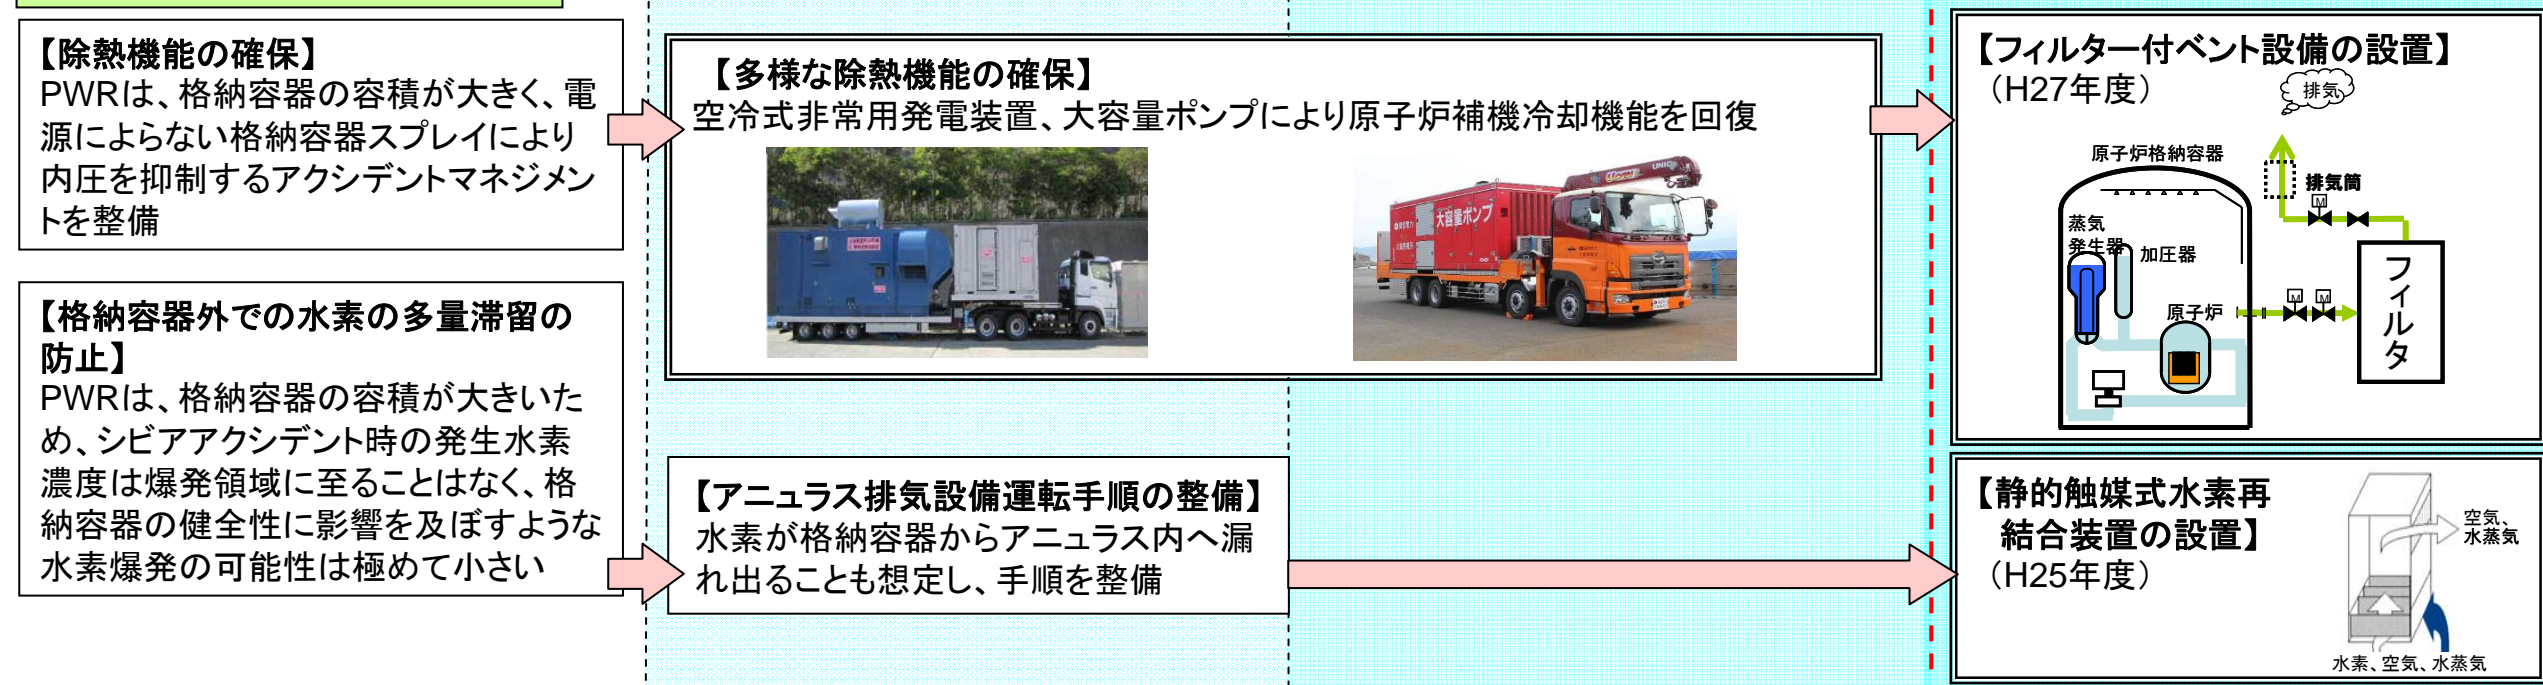 【除熱機能の確保】
PWRは、格納容器の容積が大きく、電
源によらない格納容器スプレイにより
内圧を抑制するアクシデントマネジメン
トを整備
【格納容器外での水素の多量滞留の
防止】
PWRは、格納容器の容積が大きいた
め、シビアアクシデント時の発生水素
濃度は爆発領域に至ることはなく、格
納容器の健全性に影響を及ぼすような
水素爆発の可能性は極めて小さい
【多様な除熱機能の確保】
空冷式非常用発電装置、大容量ポンプにより原子炉補機冷却機能を回復
大容量ポンプ
UNIC
【アニュラス排気設備運転手順の整備】
水素が格納容器からアニュラス内へ漏
れ出ることも想定し、手順を整備
【フィルター付ベント設備の設置】
（H27年度）
排気
原子炉格納容器
排気筒
M
蒸気
発生器
加圧器
原子炉
M M
フィルタ
【静的触媒式水素再
結合装置の設置】
（H25年度）
空気、
水蒸気
水素、空気、水蒸気